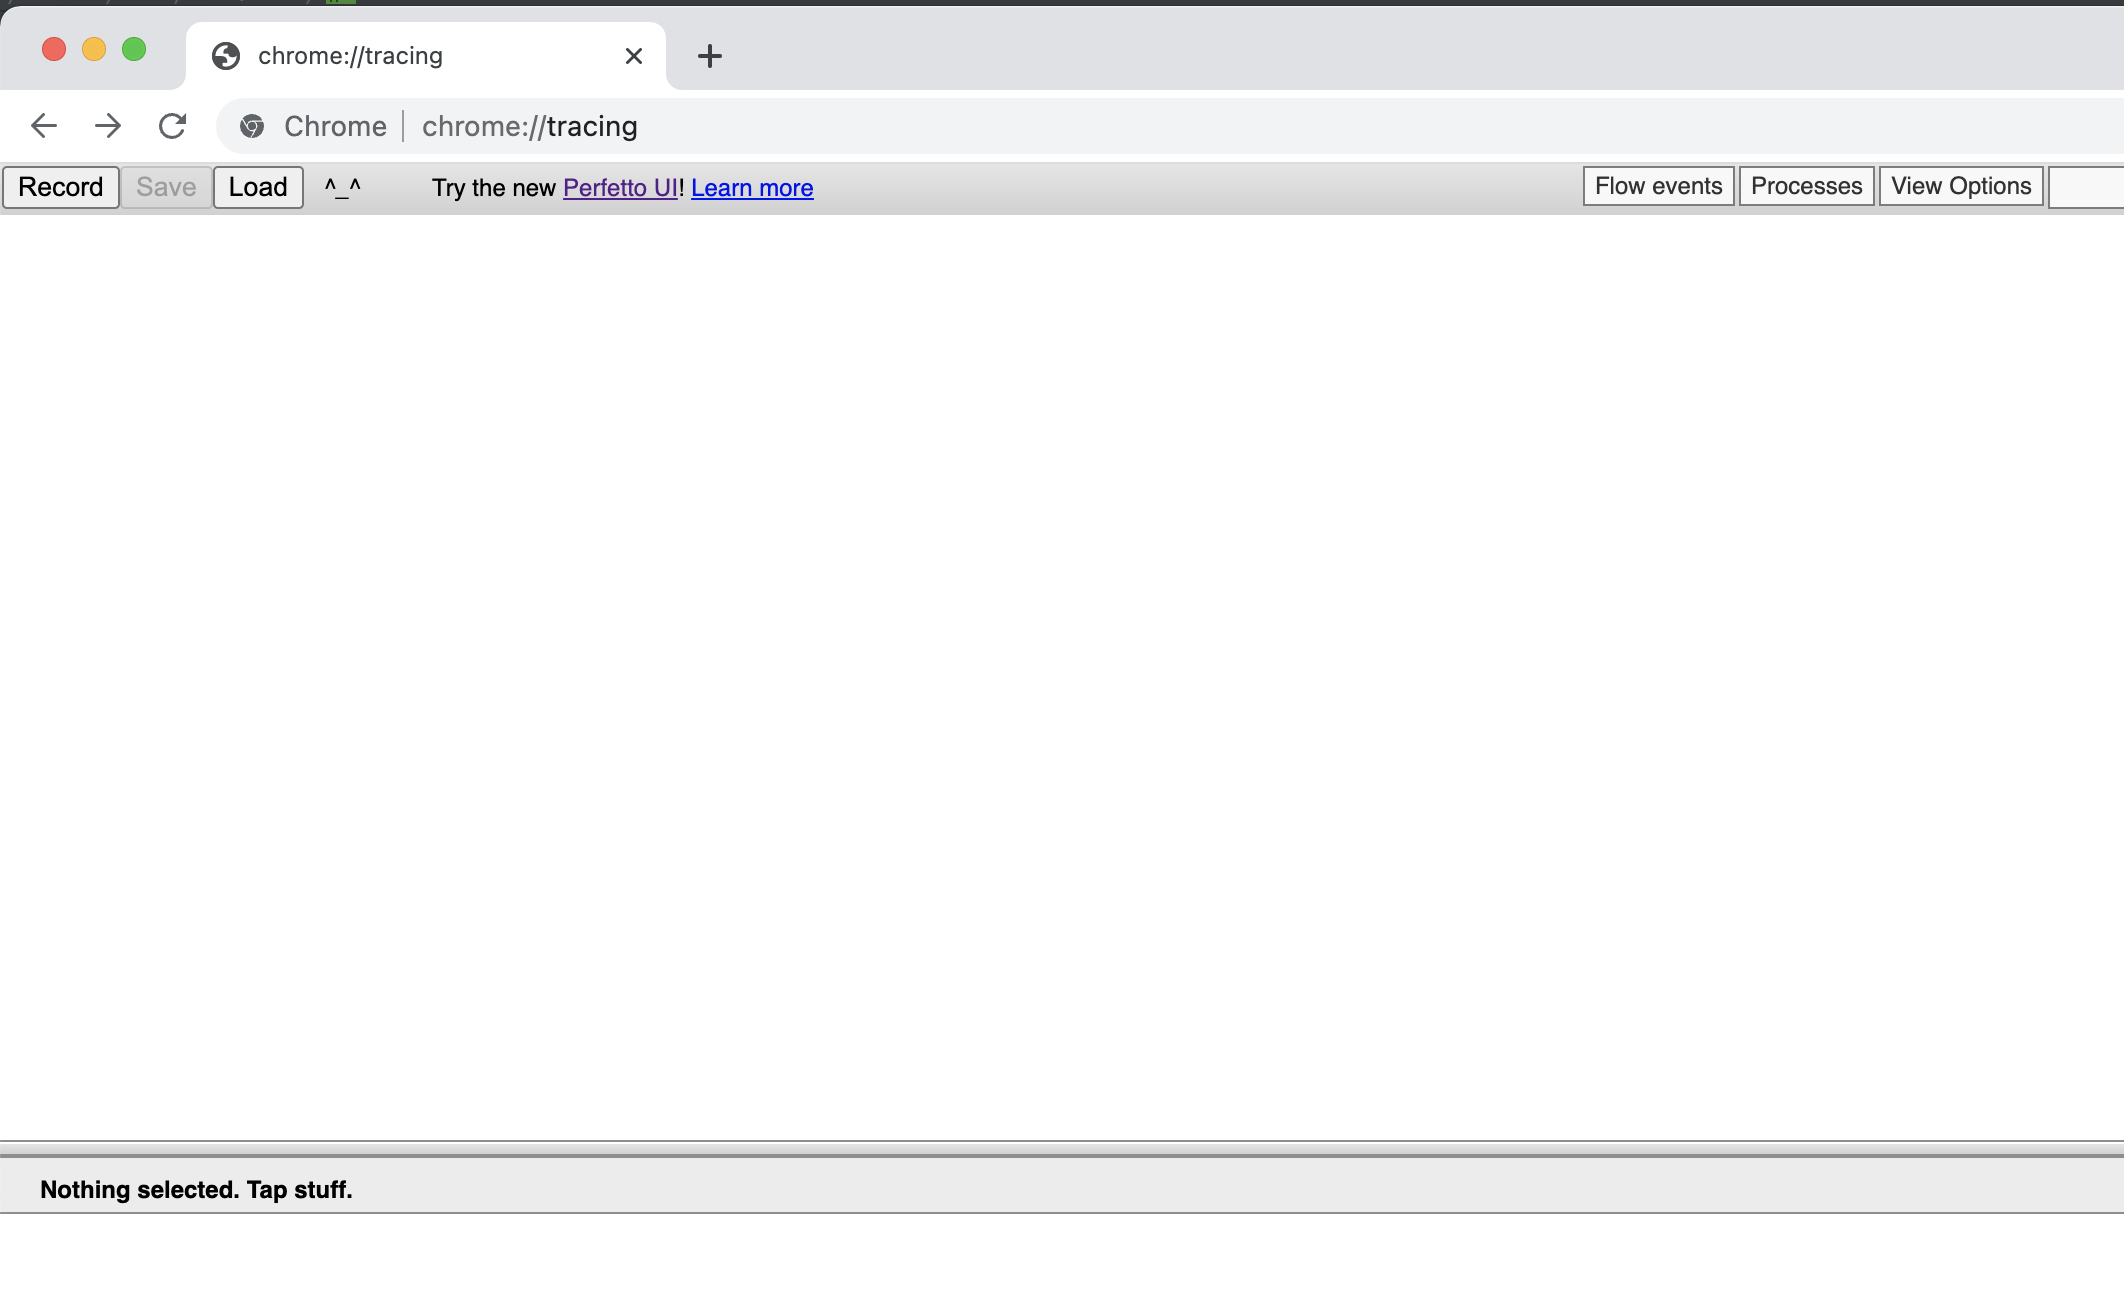 chrome://tracing
Chrome chrome://tracing
Record Save Load ^_^ Try the new Perfetto UI! Learn more Flow events Processes View Options
Nothing selected. Tap stuff.